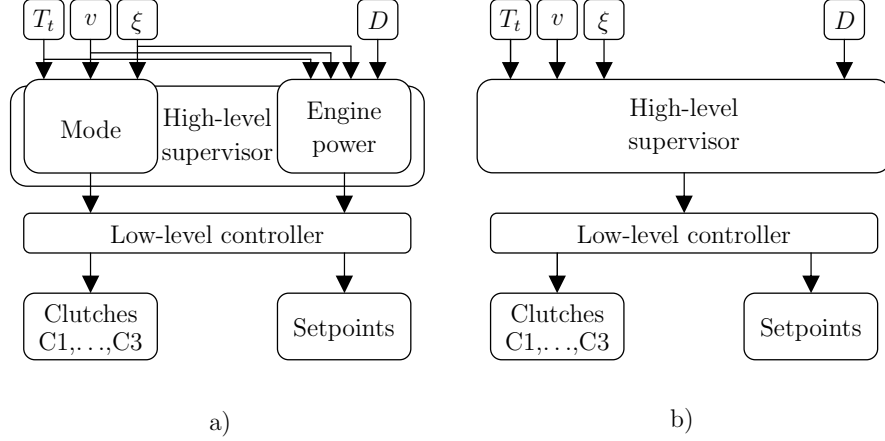 T_t v ξ D
Mode
High-level
supervisor
Engine
power
Low-level controller
Clutches
C1,...,C3
Setpoints
a)
T_t v ξ D
High-level
supervisor
Low-level controller
Clutches
C1,...,C3
Setpoints
b)